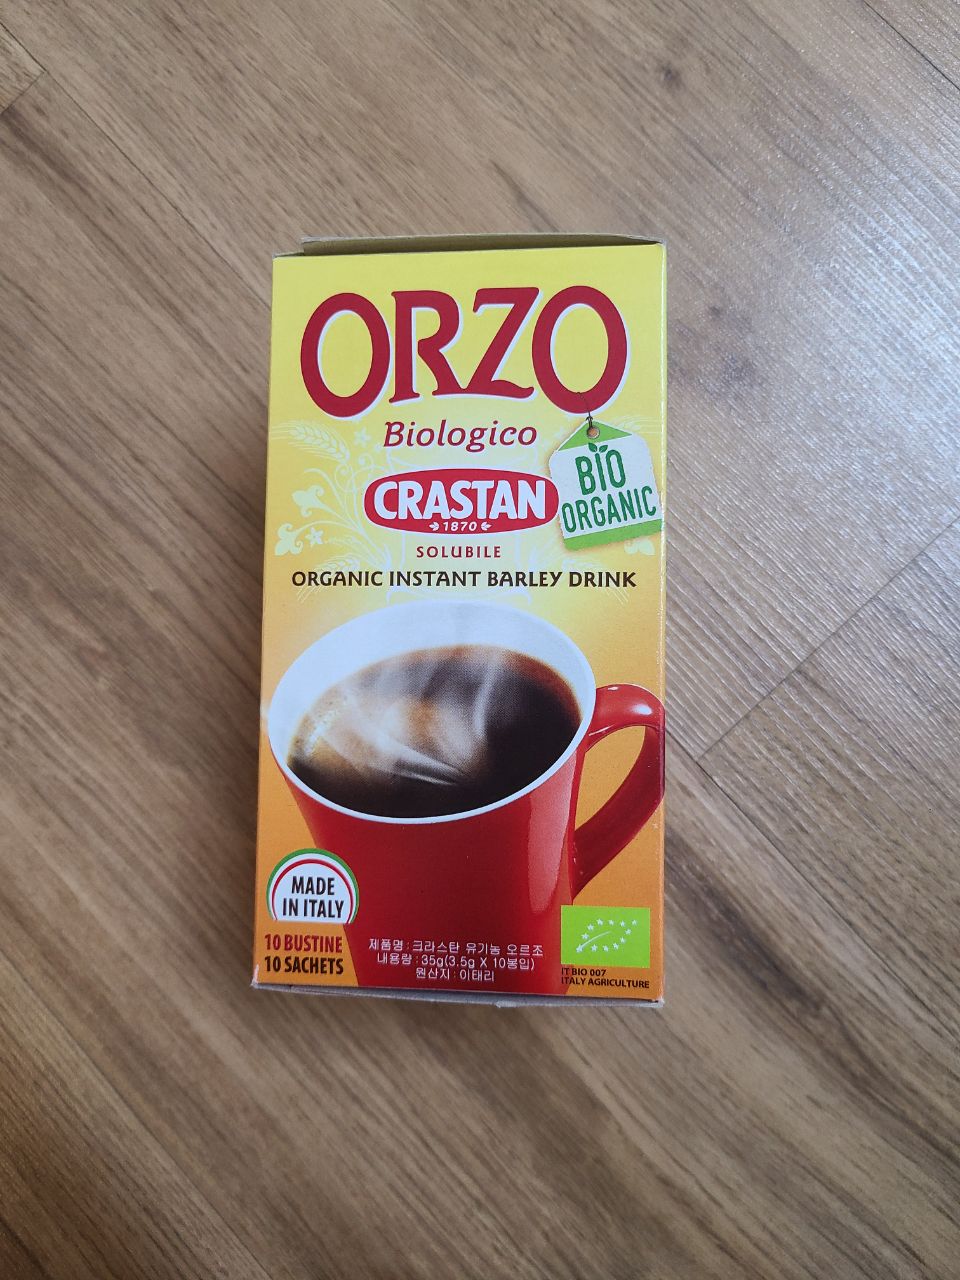 ORZO
Biologico
BIO
ORGANIC
CRASTAN
1870
SOLUBILE
ORGANIC INSTANT BARLEY DRINK
MADE
IN ITALY
10 BUSTINE
10 SACHETS
제품명 : 크라스탄 유기농 오르조
내용량 : 35g(3.5g X 10봉입)
원산지 : 이태리
IT BIO 007
ITALY AGRICULTURE